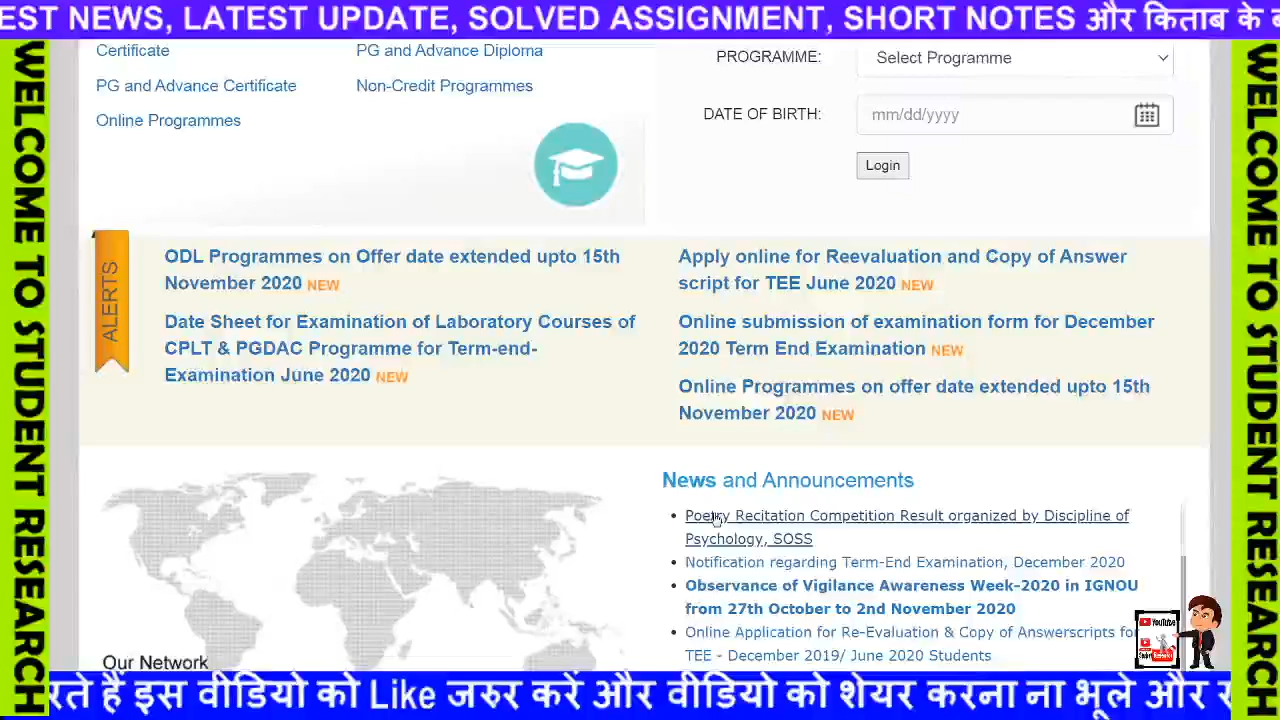 EST NEWS, LATEST UPDATE, SOLVED ASSIGNMENT, SHORT NOTES और किताब के
WELCOME TO STUDENT RESEARCH
Certificate
PG and Advance Diploma
PG and Advance Certificate
Non-Credit Programmes
Online Programmes
PROGRAMME: Select Programme
DATE OF BIRTH: mm/dd/yyyy
Login
ALERTS
ODL Programmes on Offer date extended upto 15th
November 2020 NEW
Date Sheet for Examination of Laboratory Courses of
CPLT & PGDAC Programme for Term-end-
Examination June 2020 NEW
Apply online for Reevaluation and Copy of Answer
script for TEE June 2020 NEW
Online submission of examination form for December
2020 Term End Examination NEW
Online Programmes on offer date extended upto 15th
November 2020 NEW
Our Network
News and Announcements
• Poetry Recitation Competition Result organized by Discipline of
Psychology, SOSS
• Notification regarding Term-End Examination, December 2020
• Observance of Vigilance Awareness Week-2020 in IGNOU
from 27th October to 2nd November 2020
• Online Application for Re-Evaluation & Copy of Answerscripts fo
TEE - December 2019/ June 2020 Students
YouTube
WELCOME TO STUDENT RESEARCH
रते हैं इस वीडियो को Like जरुर करें और वीडियो को शेयर करना ना भूले और